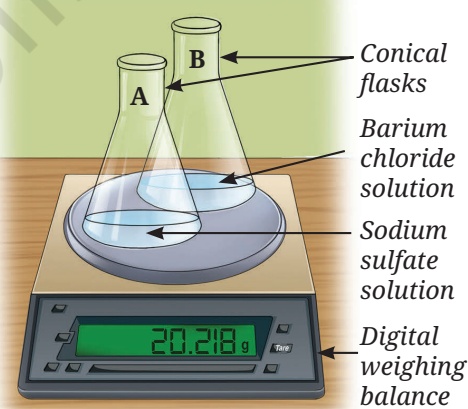 B
A
Conical
flasks
Barium
chloride
solution
Sodium
sulfate
solution
20.218 g
Tare
Digital
weighing
balance